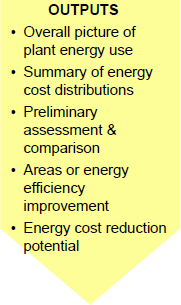 OUTPUTS
• Overall picture of
plant energy use
• Summary of energy
cost distributions
• Preliminary
assessment &
comparison
• Areas or energy
efficiency
improvement
• Energy cost reduction
potential